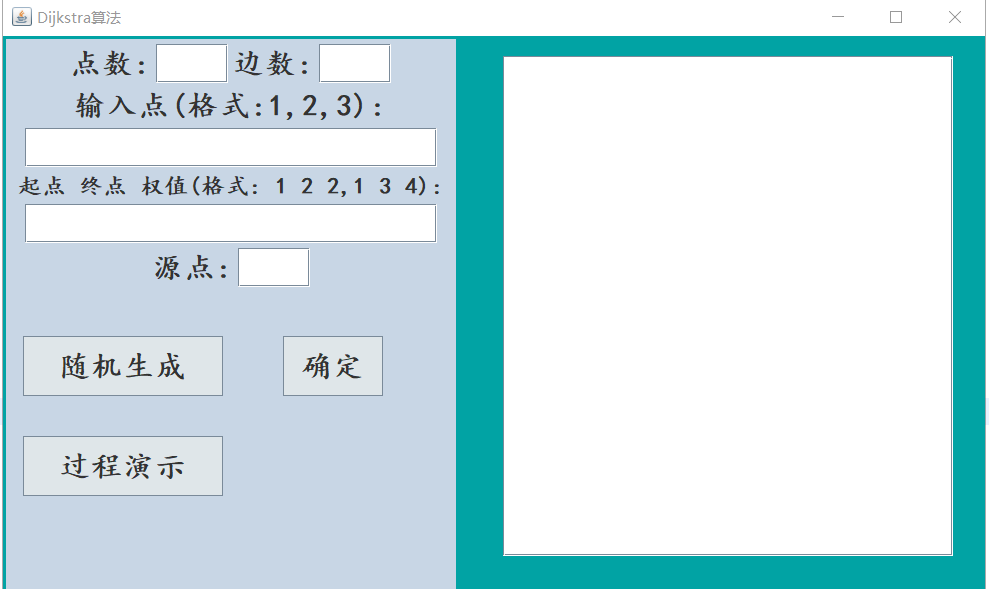 Dijkstra算法
点数: 边数:
输入点(格式:1,2,3):
起点 终点 权值(格式: 1 2 2,1 3 4):
源点:
随机生成 确定
过程演示